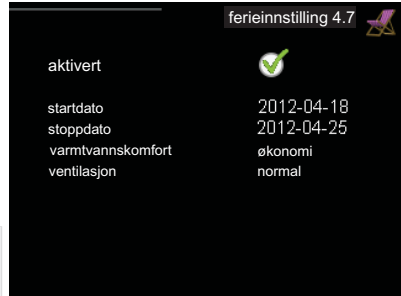 ferieinnstilling 4.7
aktivert
startdato 2012-04-18
stoppdato 2012-04-25
varmtvannskomfort økonomi
ventilasjon normal